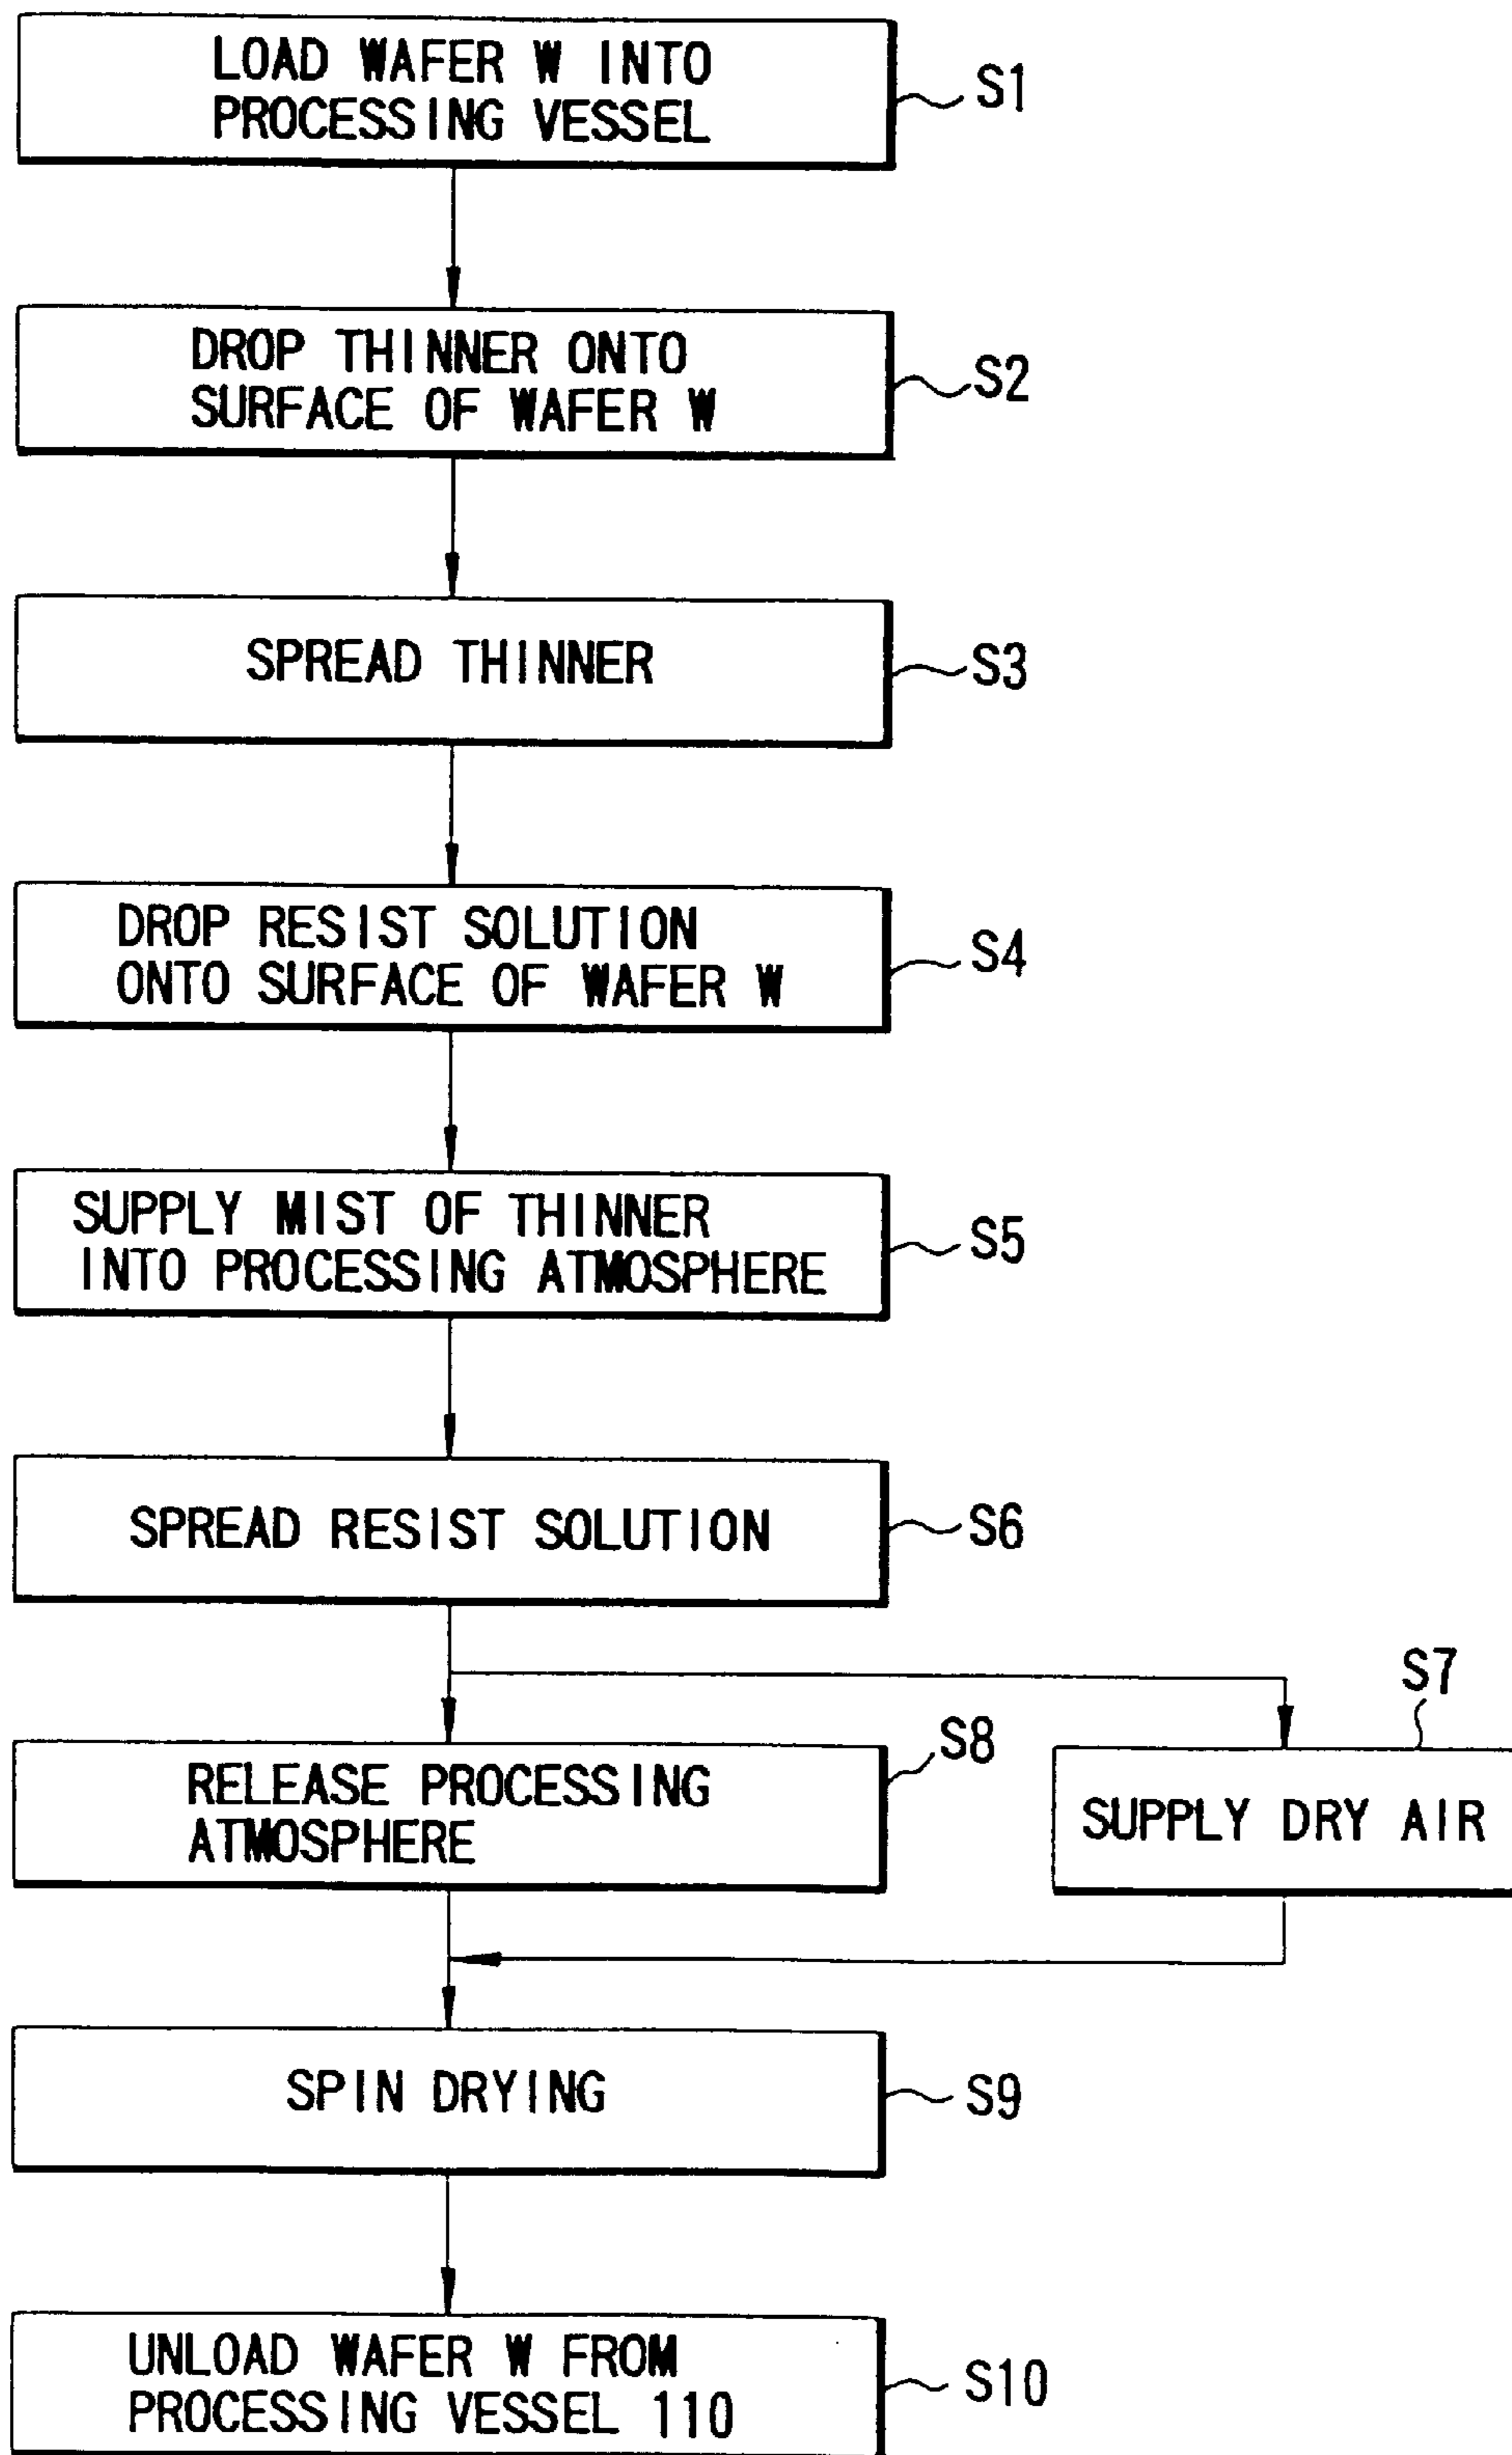 LOAD WAFER W INTO
PROCESSING VESSEL
S1
DROP THINNER ONTO
SURFACE OF WAFER W
S2
SPREAD THINNER
S3
DROP RESIST SOLUTION
ONTO SURFACE OF WAFER W
S4
SUPPLY MIST OF THINNER
INTO PROCESSING ATMOSPHERE
S5
SPREAD RESIST SOLUTION
S6
S7
SUPPLY DRY AIR
S8
RELEASE PROCESSING
ATMOSPHERE
SPIN DRYING
S9
UNLOAD WAFER W FROM
PROCESSING VESSEL 110
S10